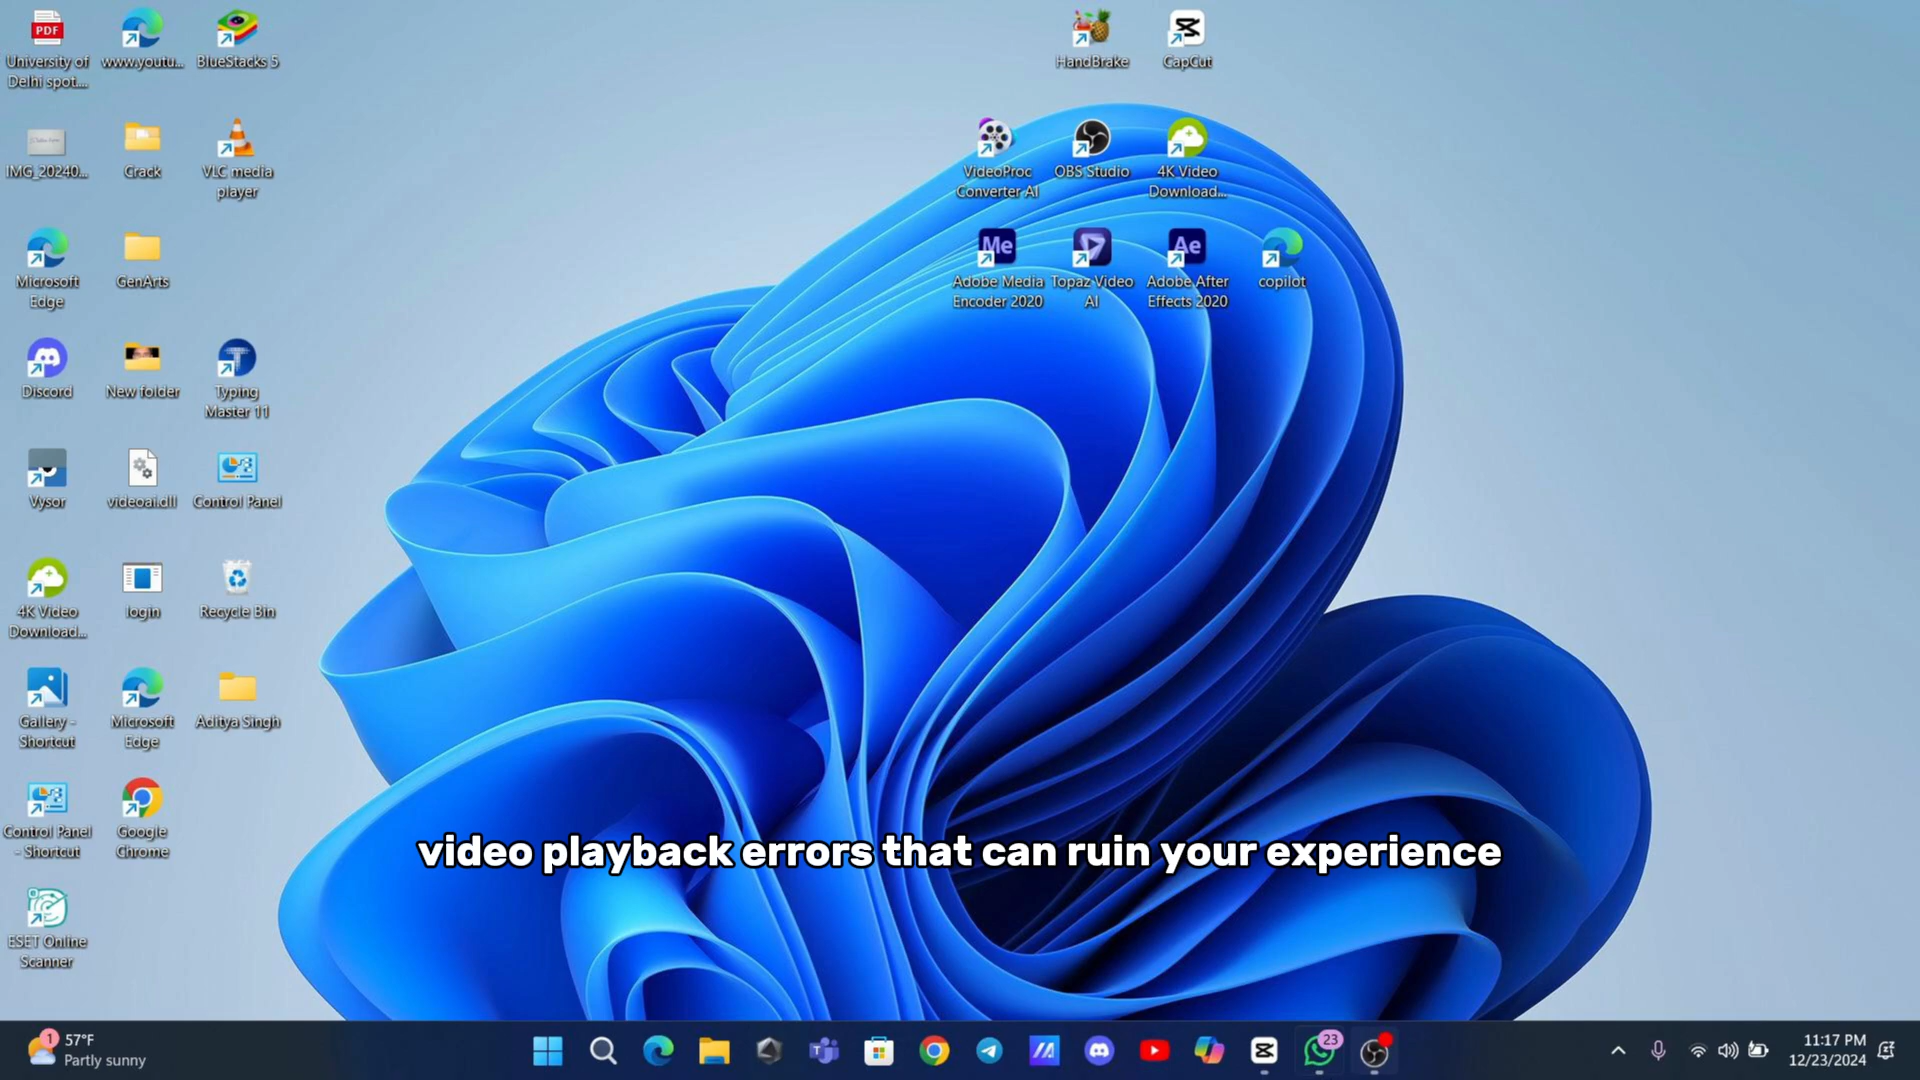 PDF
University of
Delhi spot...
www.youtu...
BlueStacks 5
HandBrake
CapCut
IMG_20240...
Crack
VLC media
player
VideoProc
Converter AI
OBS Studio
4K Video
Download...
Microsoft
Edge
GenArts
Me
Adobe Media
Encoder 2020
Topaz Video
AI
Ae
Adobe After
Effects 2020
copilot
Discord
New folder
Typing
Master 11
Vysor
videoai.dll
Control Panel
4K Video
Download...
login
Recycle Bin
Gallery -
Shortcut
Microsoft
Edge
Aditya Singh
Control Panel
- Shortcut
Google
Chrome
video playback errors that can ruin your experience
ESET Online
Scanner
1
57°F
Partly sunny
23
11:17 PM
12/23/2024